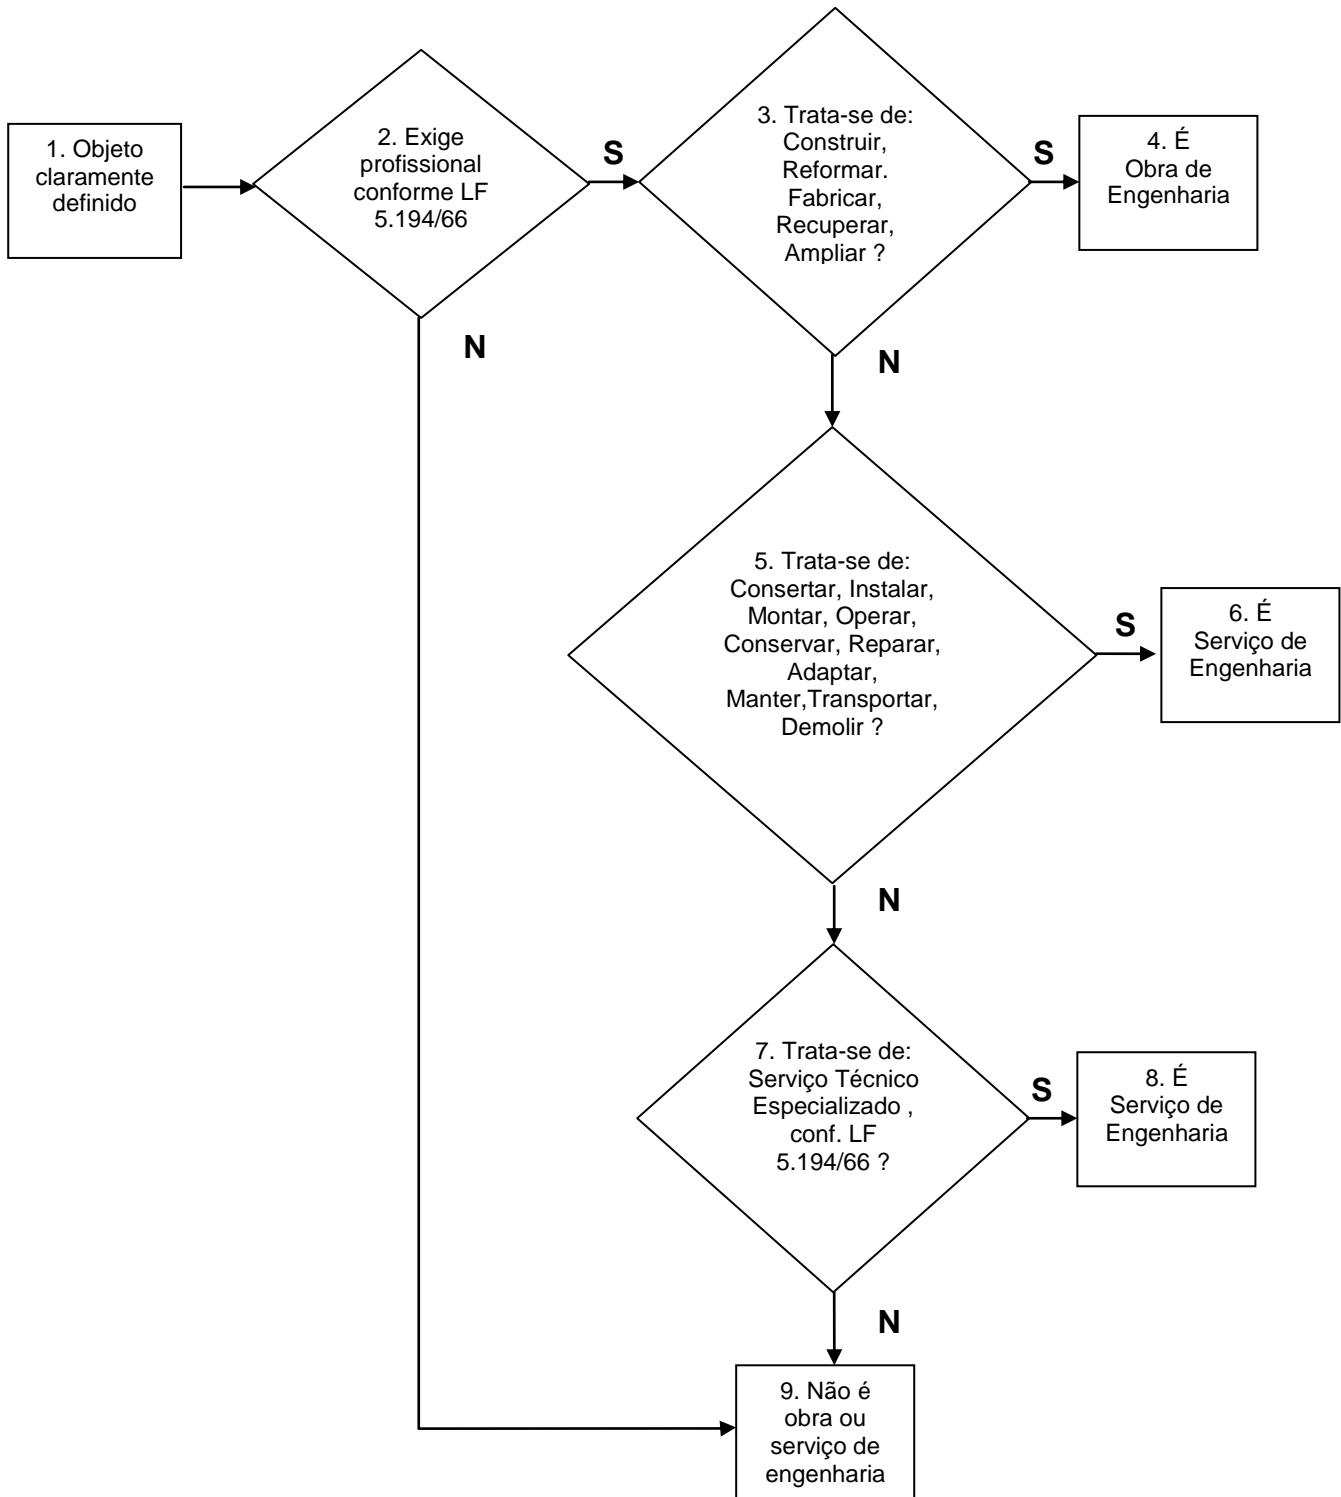 1. Objeto
claramente
definido
2. Exige
profissional
conforme LF
5.194/66
S
3. Trata-se de:
Construir,
Reformar.
Fabricar,
Recuperar,
Ampliar ?
S
4. É
Obra de
Engenharia
N
N
5. Trata-se de:
Consertar, Instalar,
Montar, Operar,
Conservar, Reparar,
Adaptar,
Manter,Transportar,
Demolir ?
S
6. É
Serviço de
Engenharia
N
7. Trata-se de:
Serviço Técnico
Especializado ,
conf. LF
5.194/66 ?
S
8. É
Serviço de
Engenharia
N
9. Não é
obra ou
serviço de
engenharia